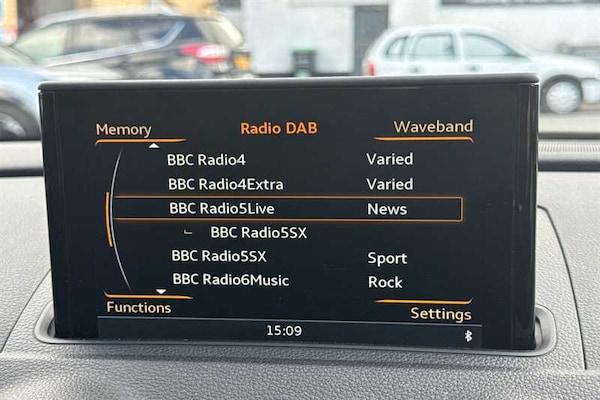 Memory Radio DAB Waveband
BBC Radio4 Varied
BBC Radio4Extra Varied
BBC Radio5Live News
BBC Radio5SX
BBC Radio5SX Sport
BBC Radio6Music Rock
Functions Settings
15:09